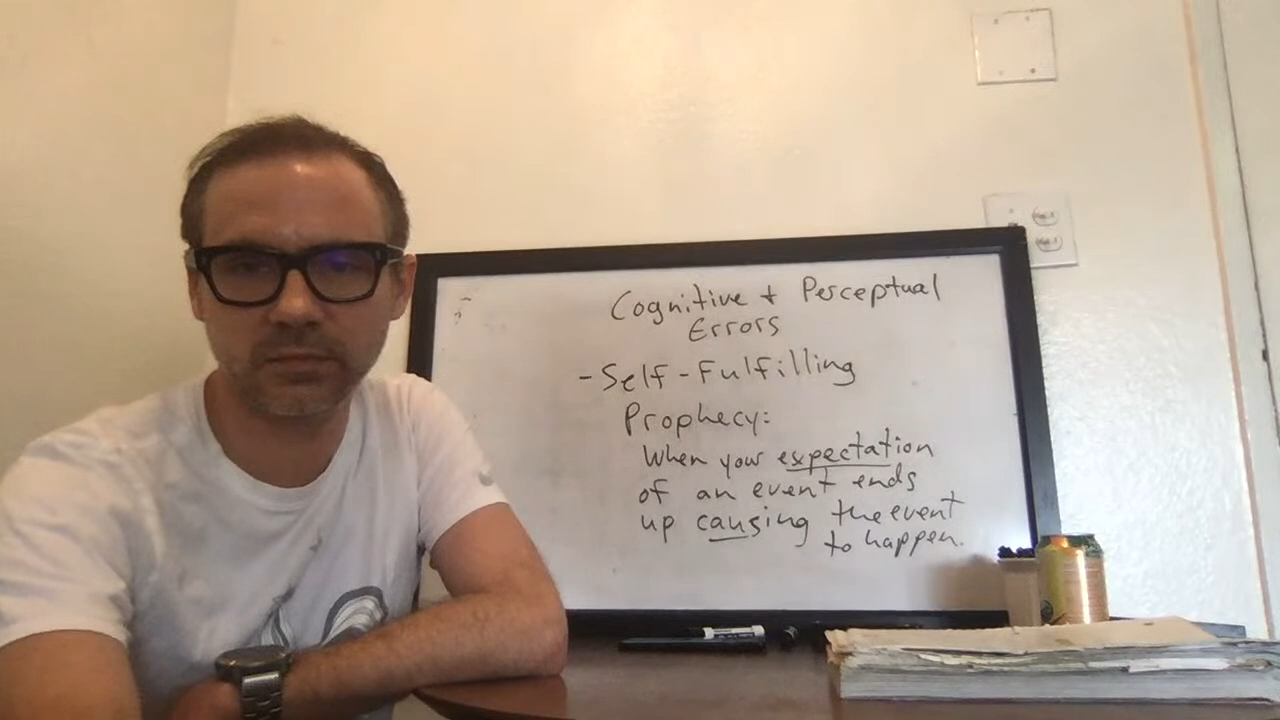 Cognitive + Perceptual
Errors
- Self-Fulfilling
Prophecy:
When your expectation
of an event ends
up causing the event
to happen.